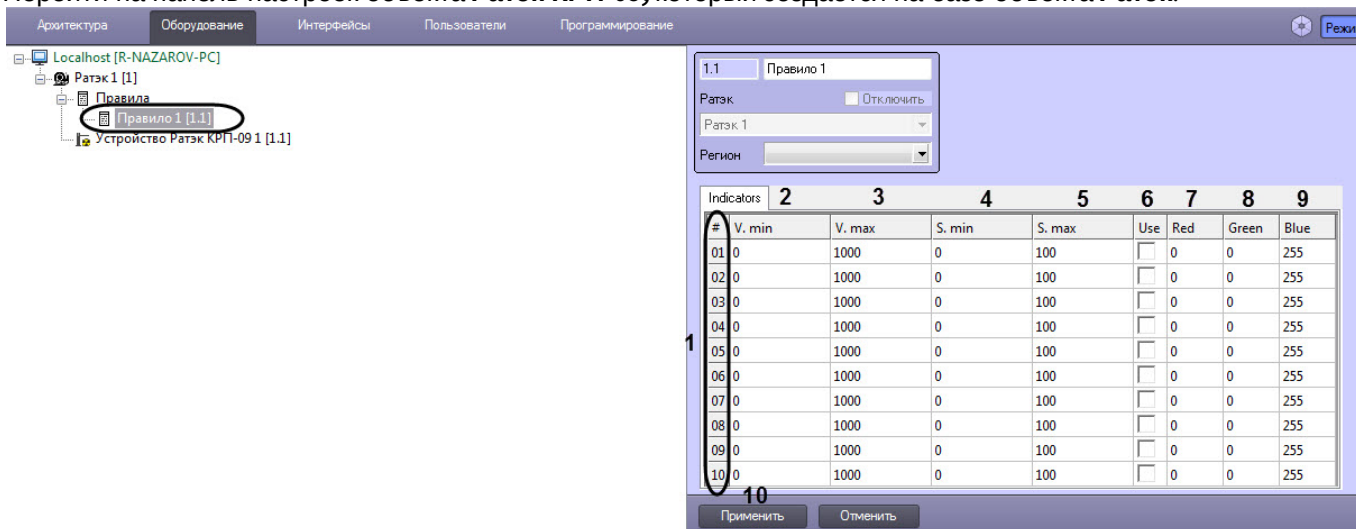 Перейти на панель настроек объекта Ратэк КРП-09, который создается на базе объекта Ратэк.
Архитектура Оборудование Интерфейсы Пользователи Программирование Режи
Localhost [R-NAZAROV-PC]
Ратэк 1 [1]
Правила
Правило 1 [1.1]
Устройство Ратэк КРП-09 1 [1.1]
1.1 Правило 1
Ратэк Отключить
Ратэк 1
Регион
Indicators 2 3 4 5 6 7 8 9
# V. min V. max S. min S. max Use Red Green Blue
01 0 1000 0 100 0 0 255
02 0 1000 0 100 0 0 255
03 0 1000 0 100 0 0 255
04 0 1000 0 100 0 0 255
1
05 0 1000 0 100 0 0 255
06 0 1000 0 100 0 0 255
07 0 1000 0 100 0 0 255
08 0 1000 0 100 0 0 255
09 0 1000 0 100 0 0 255
10 0 1000 0 100 0 0 255
10
Применить Отменить